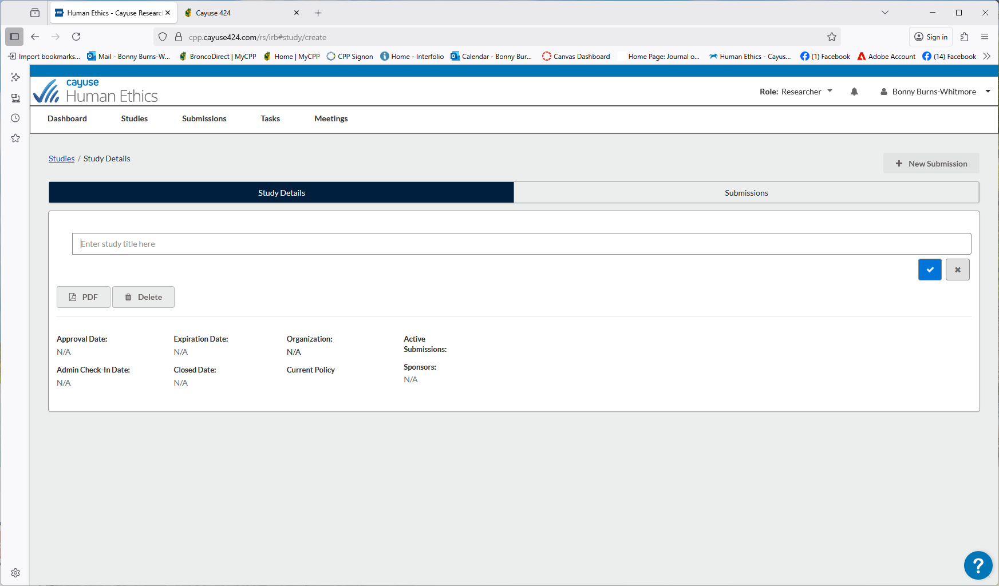 Human Ethics - Cayuse Researc
Cayuse 424
cpp.cayuse424.com/rs/irb#study/create
Sign in
Import bookmarks...
Mail - Bonny Burns-W...
BroncoDirect | MyCPP
Home | MyCPP
CPP Signon
Home - Interfolio
Calendar - Bonny Bur...
Canvas Dashboard
Home Page: Journal o...
Human Ethics - Cayus...
(1) Facebook
Adobe Account
(14) Facebook
cayuse
Human Ethics
Role: Researcher
Bonny Burns-Whitmore
Dashboard
Studies
Submissions
Tasks
Meetings
Studies / Study Details
+ New Submission
Study Details
Submissions
Enter study title here
PDF
Delete
Approval Date:
N/A
Expiration Date:
N/A
Organization:
N/A
Active
Submissions:
Admin Check-In Date:
N/A
Closed Date:
N/A
Current Policy
Sponsors:
N/A
?